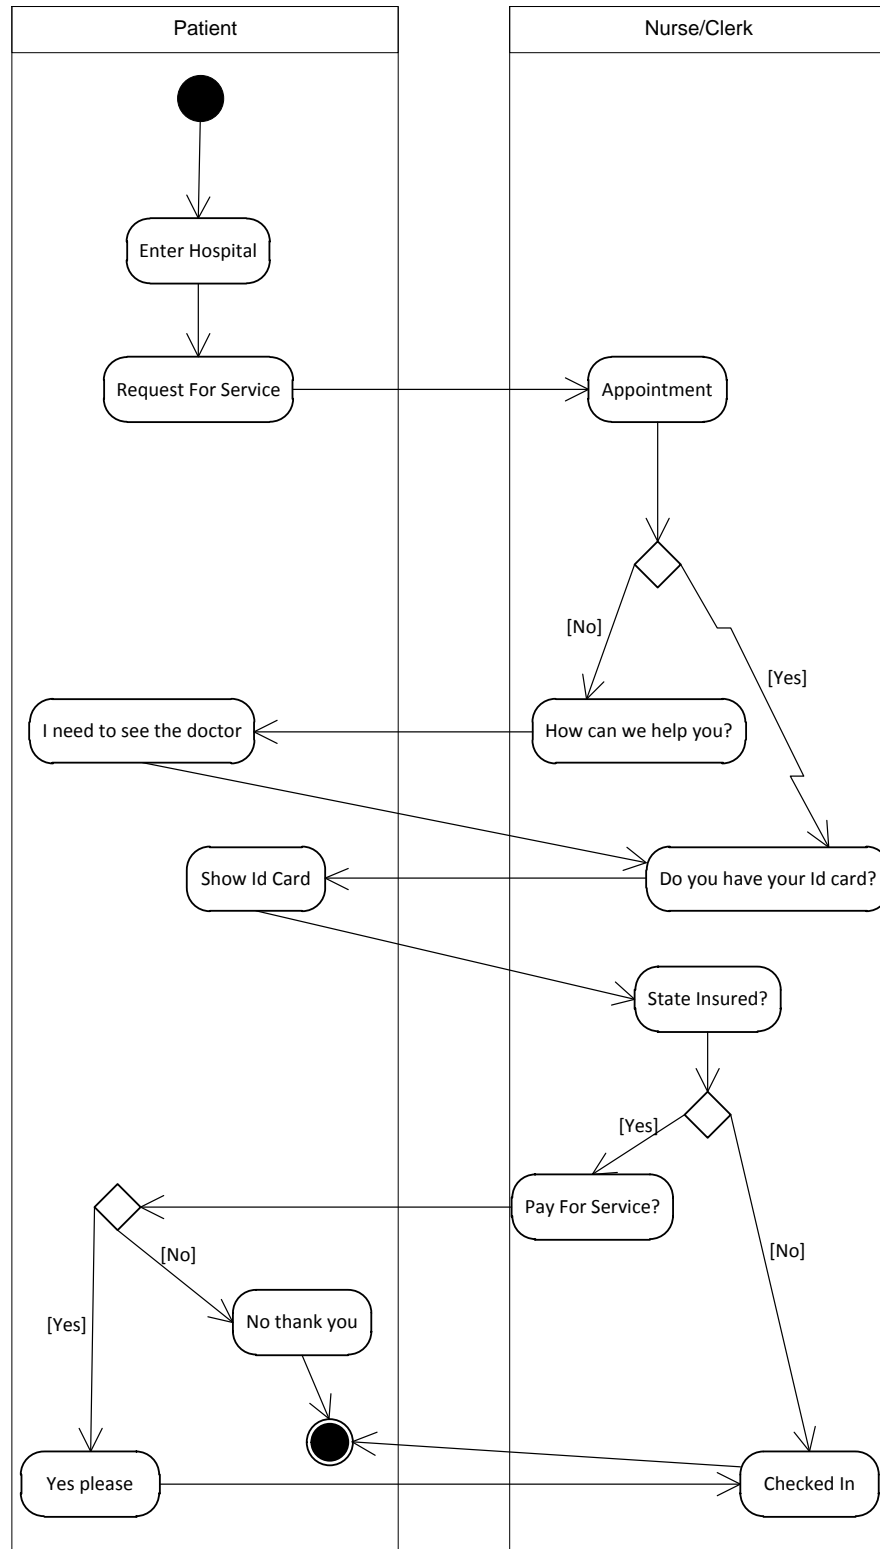 Patient
Nurse/Clerk
Enter Hospital
Request For Service
Appointment
[No]
[Yes]
I need to see the doctor
How can we help you?
Show Id Card
Do you have your Id card?
State Insured?
[Yes]
Pay For Service?
[No]
[No]
No thank you
[Yes]
Yes please
Checked In